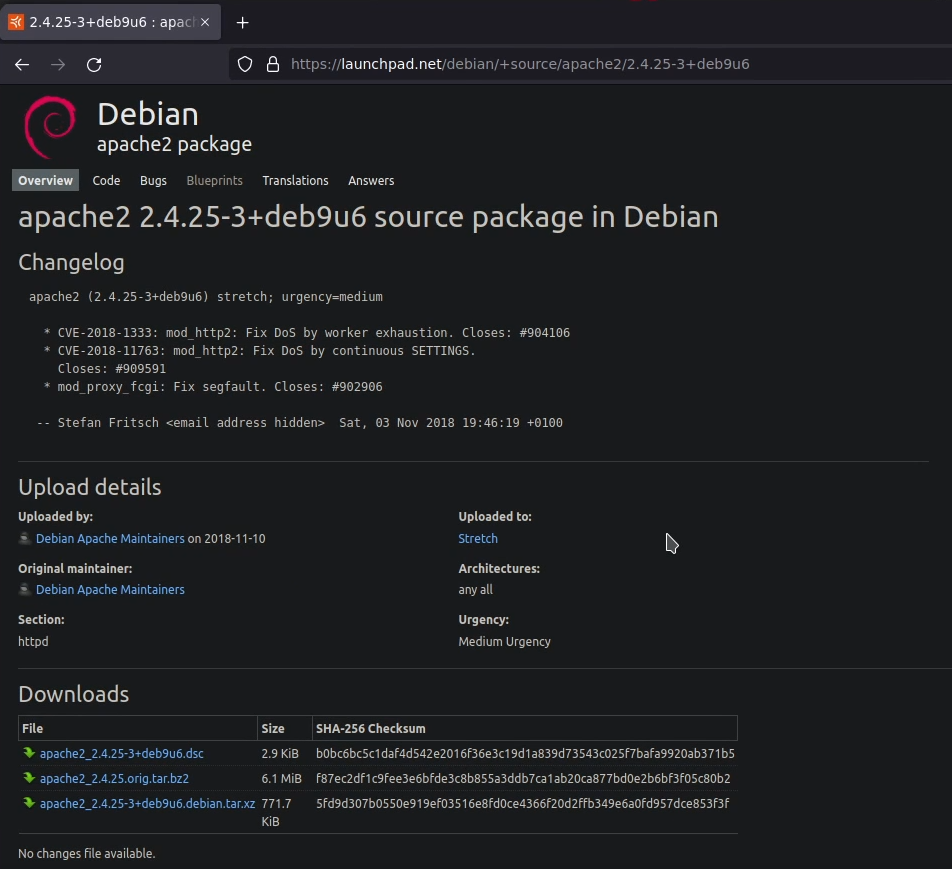 2.4.25-3+deb9u6 : apac
https://launchpad.net/debian/+source/apache2/2.4.25-3+deb9u6
Debian
apache2 package
Overview Code Bugs Blueprints Translations Answers
apache2 2.4.25-3+deb9u6 source package in Debian
Changelog
apache2 (2.4.25-3+deb9u6) stretch; urgency=medium
* CVE-2018-1333: mod_http2: Fix DoS by worker exhaustion. Closes: #904106
* CVE-2018-11763: mod_http2: Fix DoS by continuous SETTINGS.
Closes: #909591
* mod_proxy_fcgi: Fix segfault. Closes: #902906
-- Stefan Fritsch <email address hidden>  Sat, 03 Nov 2018 19:46:19 +0100
Upload details
Uploaded by:
Debian Apache Maintainers on 2018-11-10
Uploaded to:
Stretch
Original maintainer:
Debian Apache Maintainers
Architectures:
any all
Section:
httpd
Urgency:
Medium Urgency
Downloads
File Size SHA-256 Checksum
apache2_2.4.25-3+deb9u6.dsc 2.9 KiB b0bc6bc5c1daf4d542e2016f36e3c19d1a839d73543c025f7bafa9920ab371b5
apache2_2.4.25.orig.tar.bz2 6.1 MiB f87ec2df1c9fee3e6bfde3c8b855a3ddb7ca1ab20ca877bd0e2b6bf3f05c80b2
apache2_2.4.25-3+deb9u6.debian.tar.xz 771.7 KiB 5fd9d307b0550e919ef03516e8fd0ce4366f20d2ffb349e6a0fd957dce853f3f
No changes file available.